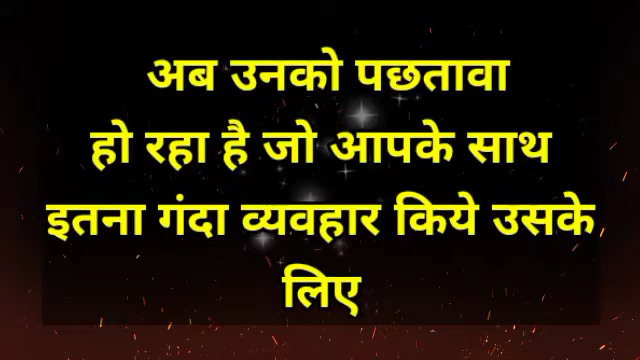 अब उनको पछतावा
हो रहा है जो आपके साथ
इतना गंदा व्यवहार किये उसके
लिए